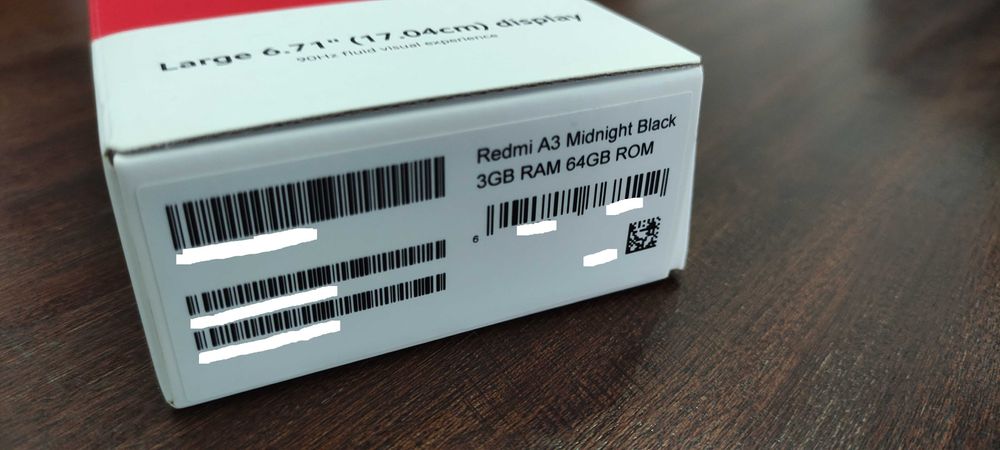 Large 6.71" (17.04cm) display
90Hz fluid visual experience
Redmi A3 Midnight Black
3GB RAM 64GB ROM
6